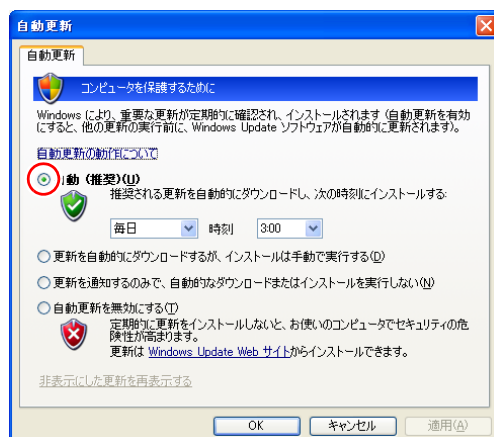 自動更新
自動更新
コンピュータを保護するために
Windows により、重要な更新が定期的に確認され、インストールされます (自動更新を有効
にすると、他の更新の実行前に、Windows Update ソフトウェアが自動的に更新されます)。
自動更新の動作について
動 (推奨)(U)
推奨される更新を自動的にダウンロードし、次の時刻にインストールする:
毎日 時刻 3:00
更新を自動的にダウンロードするが、インストールは手動で実行する(D)
更新を通知するのみで、自動的なダウンロードまたはインストールを実行しない(N)
自動更新を無効にする(T)
定期的に更新をインストールしないと、お使いのコンピュータでセキュリティの危
険性が高まります。
更新は Windows Update Web サイトからインストールできます。
非表示にした更新を再表示する
OK キャンセル 適用(A)